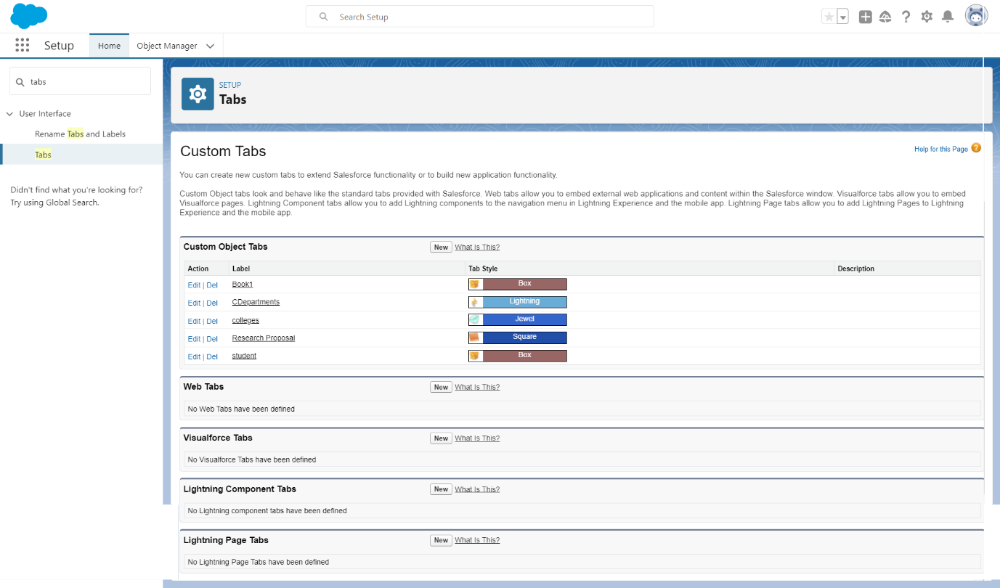 Search Setup
Setup
Home
Object Manager
tabs
User Interface
Rename Tabs and Labels
Tabs
Didn't find what you're looking for?
Try using Global Search.
SETUP
Tabs
Custom Tabs
Help for this Page ?
You can create new custom tabs to extend Salesforce functionality or to build new application functionality.
Custom Object tabs look and behave like the standard tabs provided with Salesforce. Web tabs allow you to embed external web applications and content within the Salesforce window. Visualforce tabs allow you to embed
Visualforce pages. Lightning Component tabs allow you to add Lightning components to the navigation menu in Lightning Experience and the mobile app. Lightning Page tabs allow you to add Lightning Pages to Lightning
Experience and the mobile app.
Custom Object Tabs New What Is This?
Action Label Tab Style Description
Edit | Del Book1 Box
Edit | Del CDepartments Lightning
Edit | Del colleges Jewel
Edit | Del Research Proposal Square
Edit | Del student Box
Web Tabs New What Is This?
No Web Tabs have been defined
Visualforce Tabs New What Is This?
No Visualforce Tabs have been defined
Lightning Component Tabs New What Is This?
No Lightning component tabs have been defined
Lightning Page Tabs New What Is This?
No Lightning Page Tabs have been defined